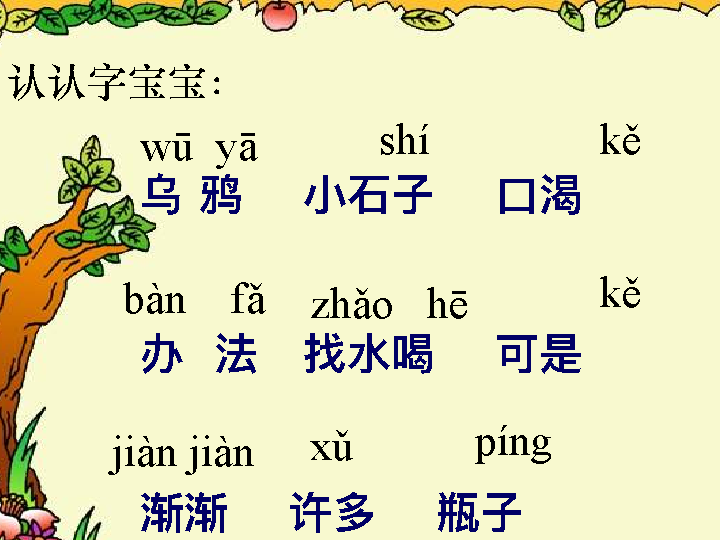 认认字宝宝：
wū yā shí kě
乌 鸦 小石子 口渴
bàn fǎ zhǎo hē kě
办 法 找水喝 可是
jiàn jiàn xǔ píng
渐渐 许多 瓶子